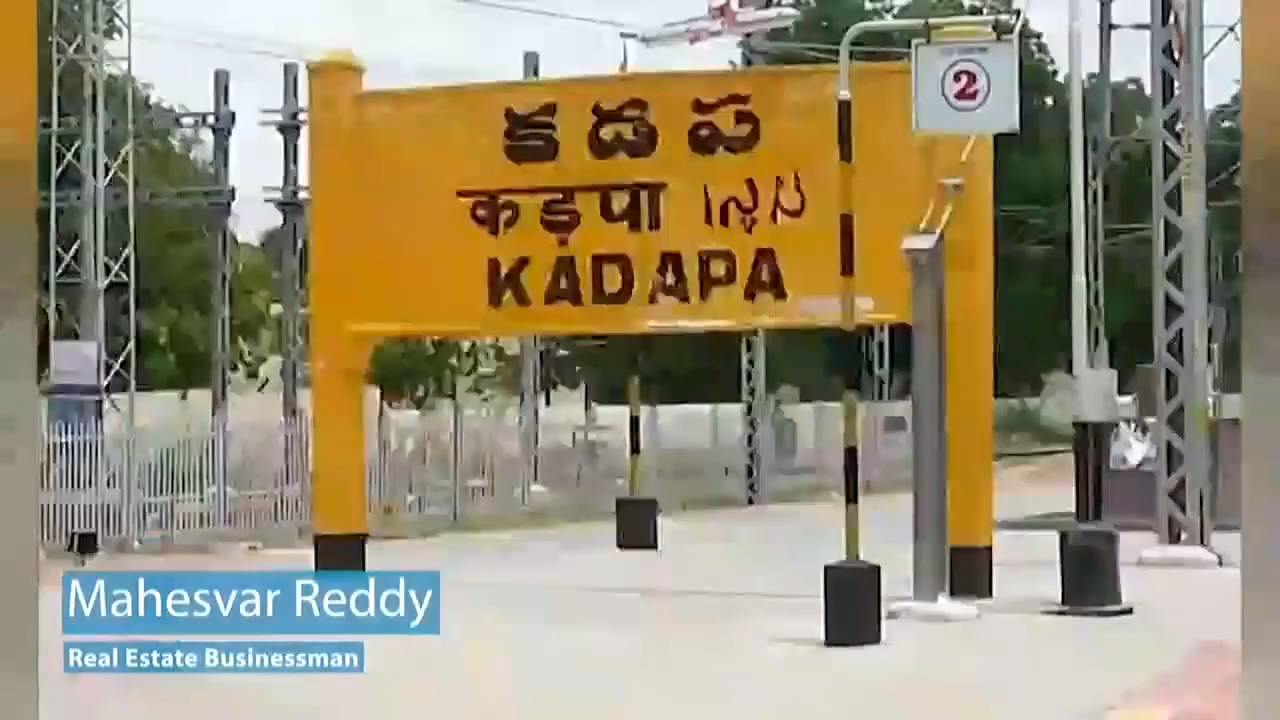 2
కడప
कड़पा
KADAPA
Mahesvar Reddy
Real Estate Businessman